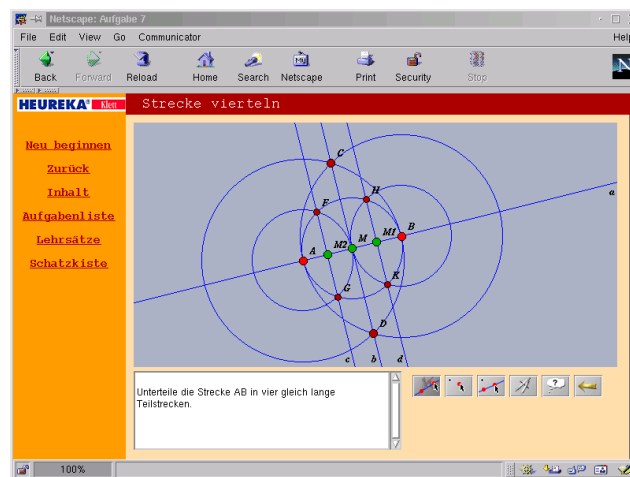 Netscape: Aufgabe 7
File Edit View Go Communicator Help
Back Forward Reload Home Search Netscape Print Security Stop
My
N
HEUREKA Klett
Strecke vierteln
Neu beginnen
Zurück
Inhalt
Aufgabenliste
Lehrsätze
Schatzkiste
C
F
H
a
B
A
M2
M
M1
G
K
D
c
b
d
Unterteile die Strecke AB in vier gleich lange
Teilstrecken.
?
100%